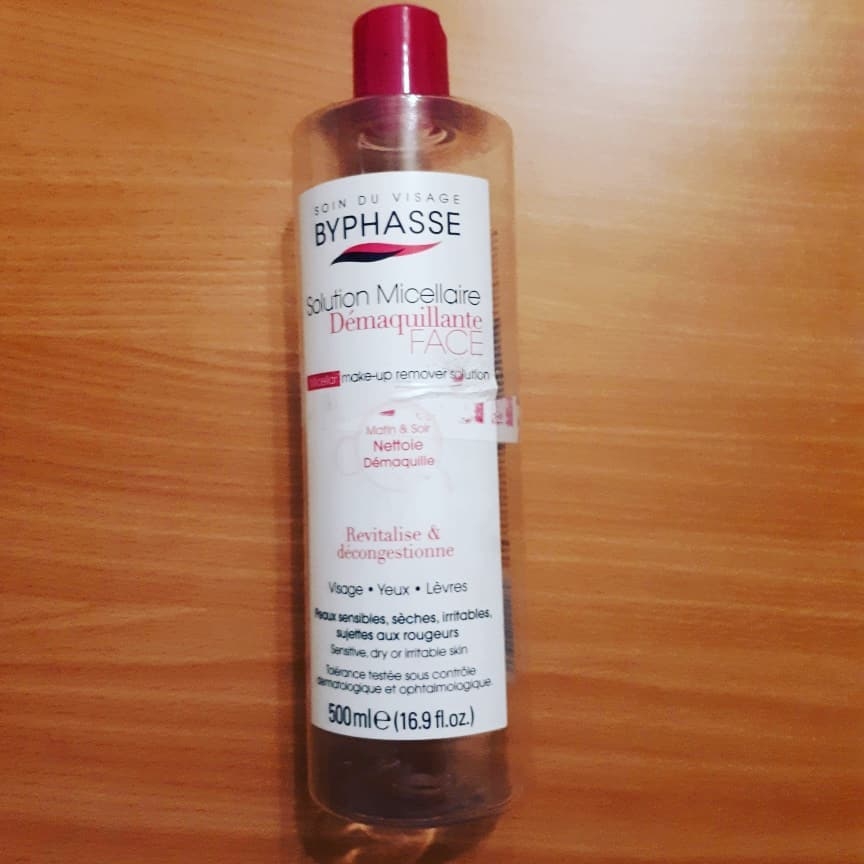 SOIN DU VISAGE
BYPHASSE
Solution Micellaire
Démaquillante
FACE
Micellar make-up remover solution
Matin & Soir
Nettoie
Démaquille
Revitalise &
décongestionne
Visage • Yeux • Lèvres
Peaux sensibles, sèches, irritables,
sujettes aux rougeurs
Sensitive, dry or irritable skin
Tolérance testée sous contrôle
dermatologique et ophtalmologique.
500mle(16.9 fl.oz.)